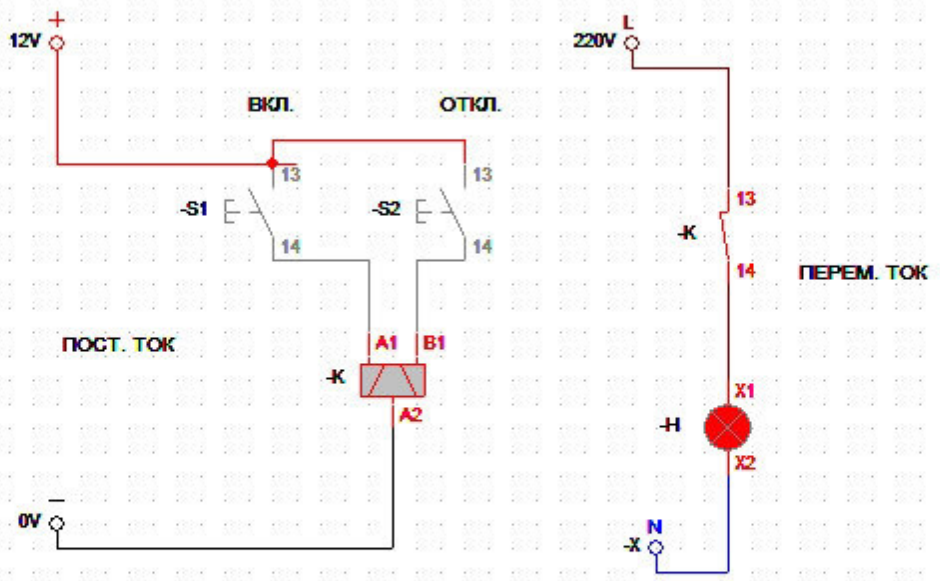 +
12V
L
220V
ВКЛ.
ОТКЛ.
13
13
-S1
-S2
14
14
13
-K
14
ПЕРЕМ. ТОК
ПОСТ. ТОК
A1
B1
-K
A2
X1
-H
X2
−
0V
N
-X